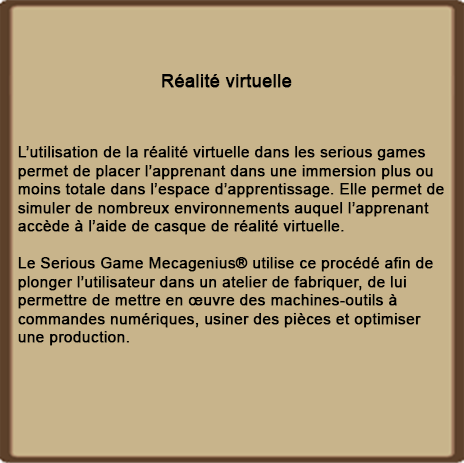 Réalité virtuelle
L’utilisation de la réalité virtuelle dans les serious games
permet de placer l’apprenant dans une immersion plus ou
moins totale dans l’espace d’apprentissage. Elle permet de
simuler de nombreux environnements auquel l’apprenant
accède à l’aide de casque de réalité virtuelle.
Le Serious Game Mecagenius® utilise ce procédé afin de
plonger l’utilisateur dans un atelier de fabriquer, de lui
permettre de mettre en œuvre des machines-outils à
commandes numériques, usiner des pièces et optimiser
une production.